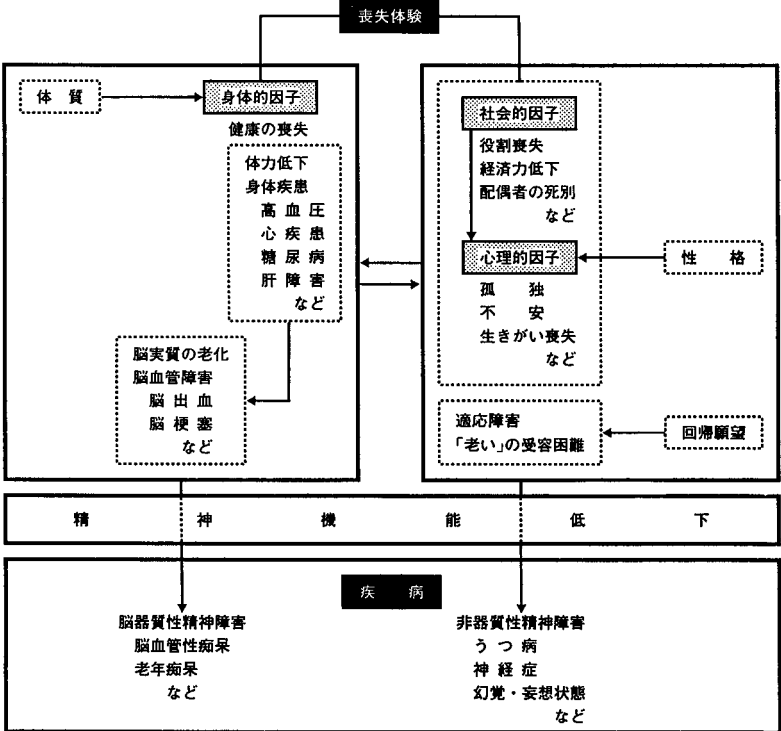 喪失体験
体質
身体的因子
健康の喪失
体力低下
身体疾患
高血圧
心疾患
糖尿病
肝障害
など
脳実質の老化
脳血管障害
脳出血
脳梗塞
など
社会的因子
役割喪失
経済力低下
配偶者の死別
など
心理的因子
性格
孤独
不安
生きがい喪失
など
適応障害
「老い」の受容困難
回帰願望
精神機能低下
疾病
脳器質性精神障害
脳血管性痴呆
老年痴呆
など
非器質性精神障害
うつ病
神経症
幻覚・妄想状態
など